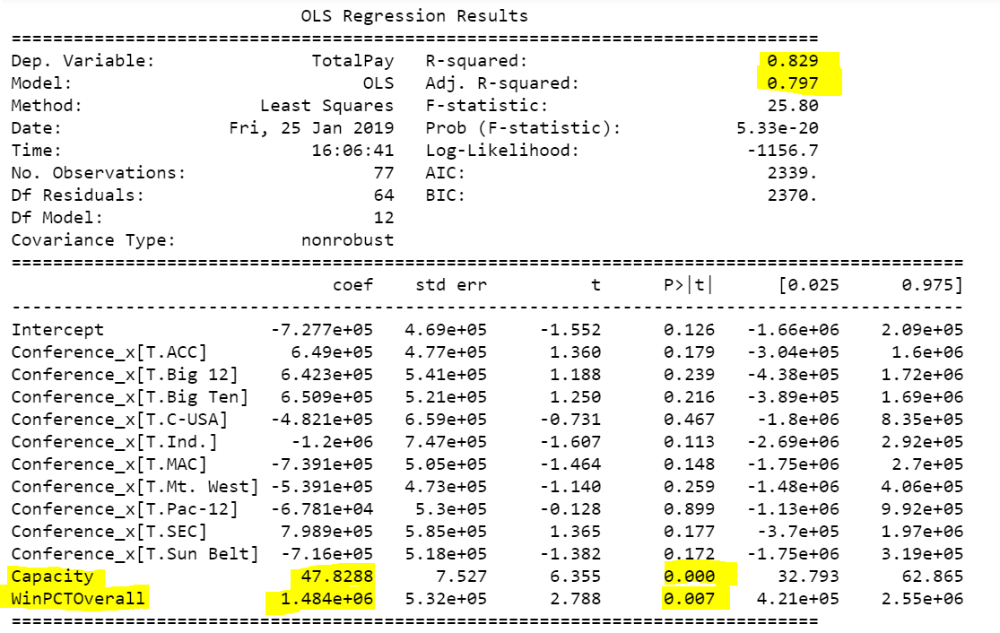 OLS Regression Results
==============================================================================
Dep. Variable: TotalPay R-squared: 0.829
Model: OLS Adj. R-squared: 0.797
Method: Least Squares F-statistic: 25.80
Date: Fri, 25 Jan 2019 Prob (F-statistic): 5.33e-20
Time: 16:06:41 Log-Likelihood: -1156.7
No. Observations: 77 AIC: 2339.
Df Residuals: 64 BIC: 2370.
Df Model: 12
Covariance Type: nonrobust
============================================================================================
coef std err t P>|t| [0.025 0.975]
--------------------------------------------------------------------------------------------
Intercept -7.277e+05 4.69e+05 -1.552 0.126 -1.66e+06 2.09e+05
Conference_x[T.ACC] 6.49e+05 4.77e+05 1.360 0.179 -3.04e+05 1.6e+06
Conference_x[T.Big 12] 6.423e+05 5.41e+05 1.188 0.239 -4.38e+05 1.72e+06
Conference_x[T.Big Ten] 6.509e+05 5.21e+05 1.250 0.216 -3.89e+05 1.69e+06
Conference_x[T.C-USA] -4.821e+05 6.59e+05 -0.731 0.467 -1.8e+06 8.35e+05
Conference_x[T.Ind.] -1.2e+06 7.47e+05 -1.607 0.113 -2.69e+06 2.92e+05
Conference_x[T.MAC] -7.391e+05 5.05e+05 -1.464 0.148 -1.75e+06 2.7e+05
Conference_x[T.Mt. West] -5.391e+05 4.73e+05 -1.140 0.259 -1.48e+06 4.06e+05
Conference_x[T.Pac-12] -6.781e+04 5.3e+05 -0.128 0.899 -1.13e+06 9.92e+05
Conference_x[T.SEC] 7.989e+05 5.85e+05 1.365 0.177 -3.7e+05 1.97e+06
Conference_x[T.Sun Belt] -7.16e+05 5.18e+05 -1.382 0.172 -1.75e+06 3.19e+05
Capacity 47.8288 7.527 6.355 0.000 32.793 62.865
WinPCTOverall 1.484e+06 5.32e+05 2.788 0.007 4.21e+05 2.55e+06
==============================================================================